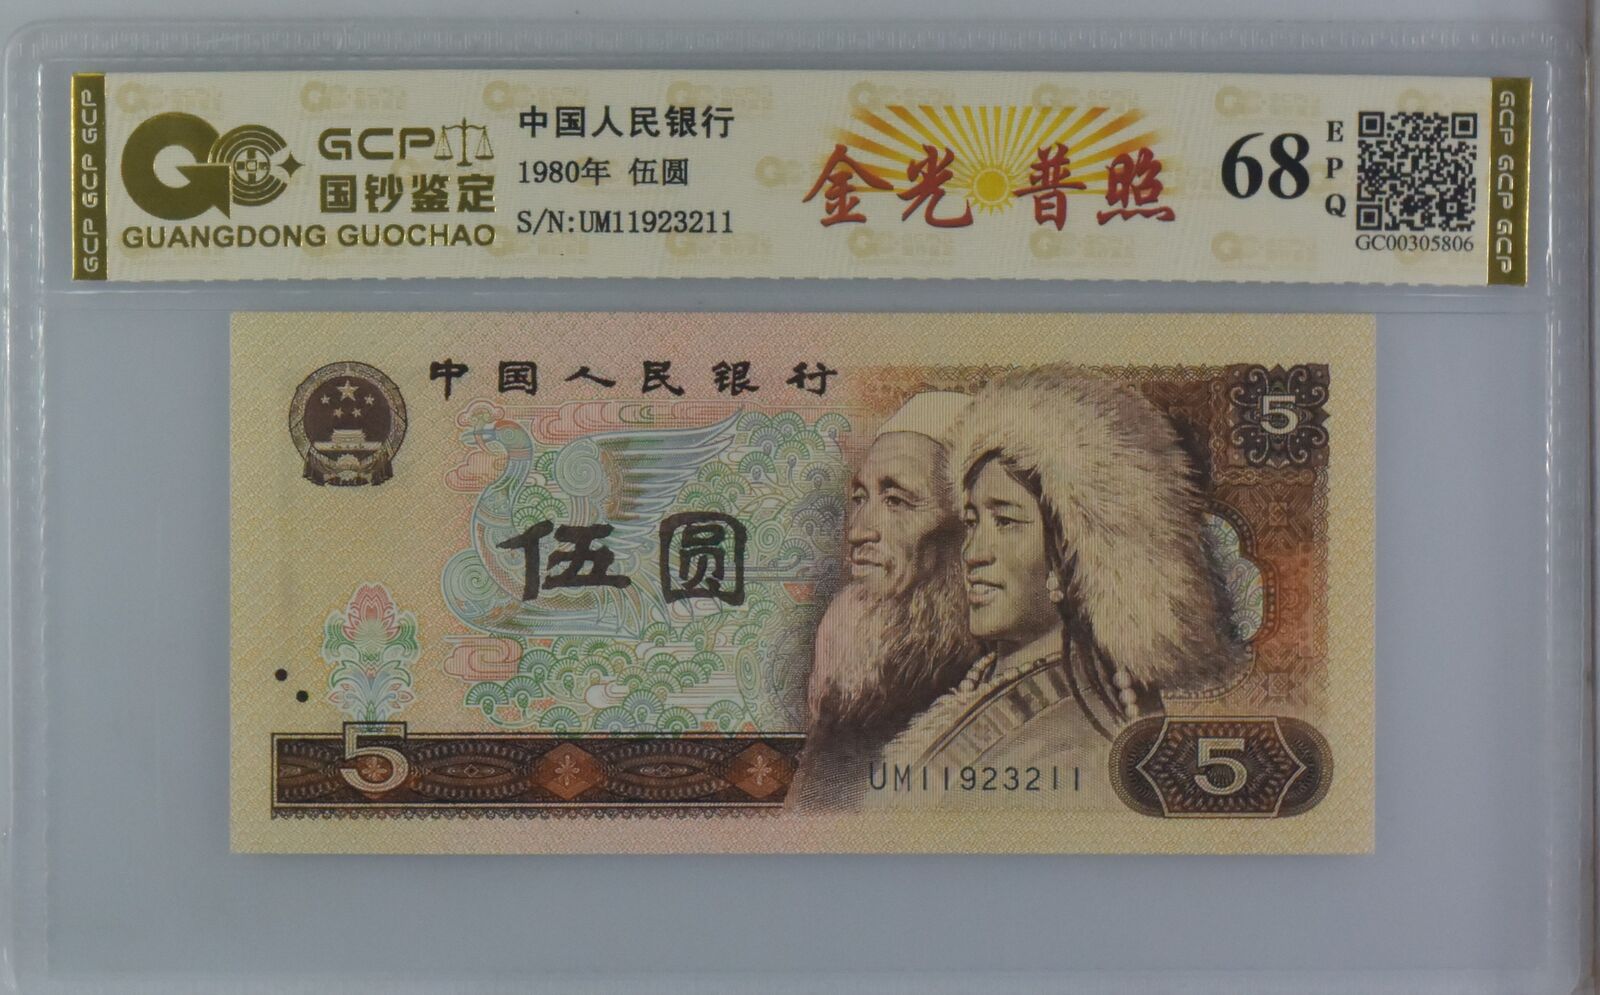 GCP GCP GCP
GCP
国钞鉴定
GUANGDONG GUOCHAO
中国人民银行
1980年 伍圆
S/N:UM11923211
金光普照
68
EPQ
GC00305806
GCP GCP GCP
中国人民银行
5
伍圆
5
UM11923211
5